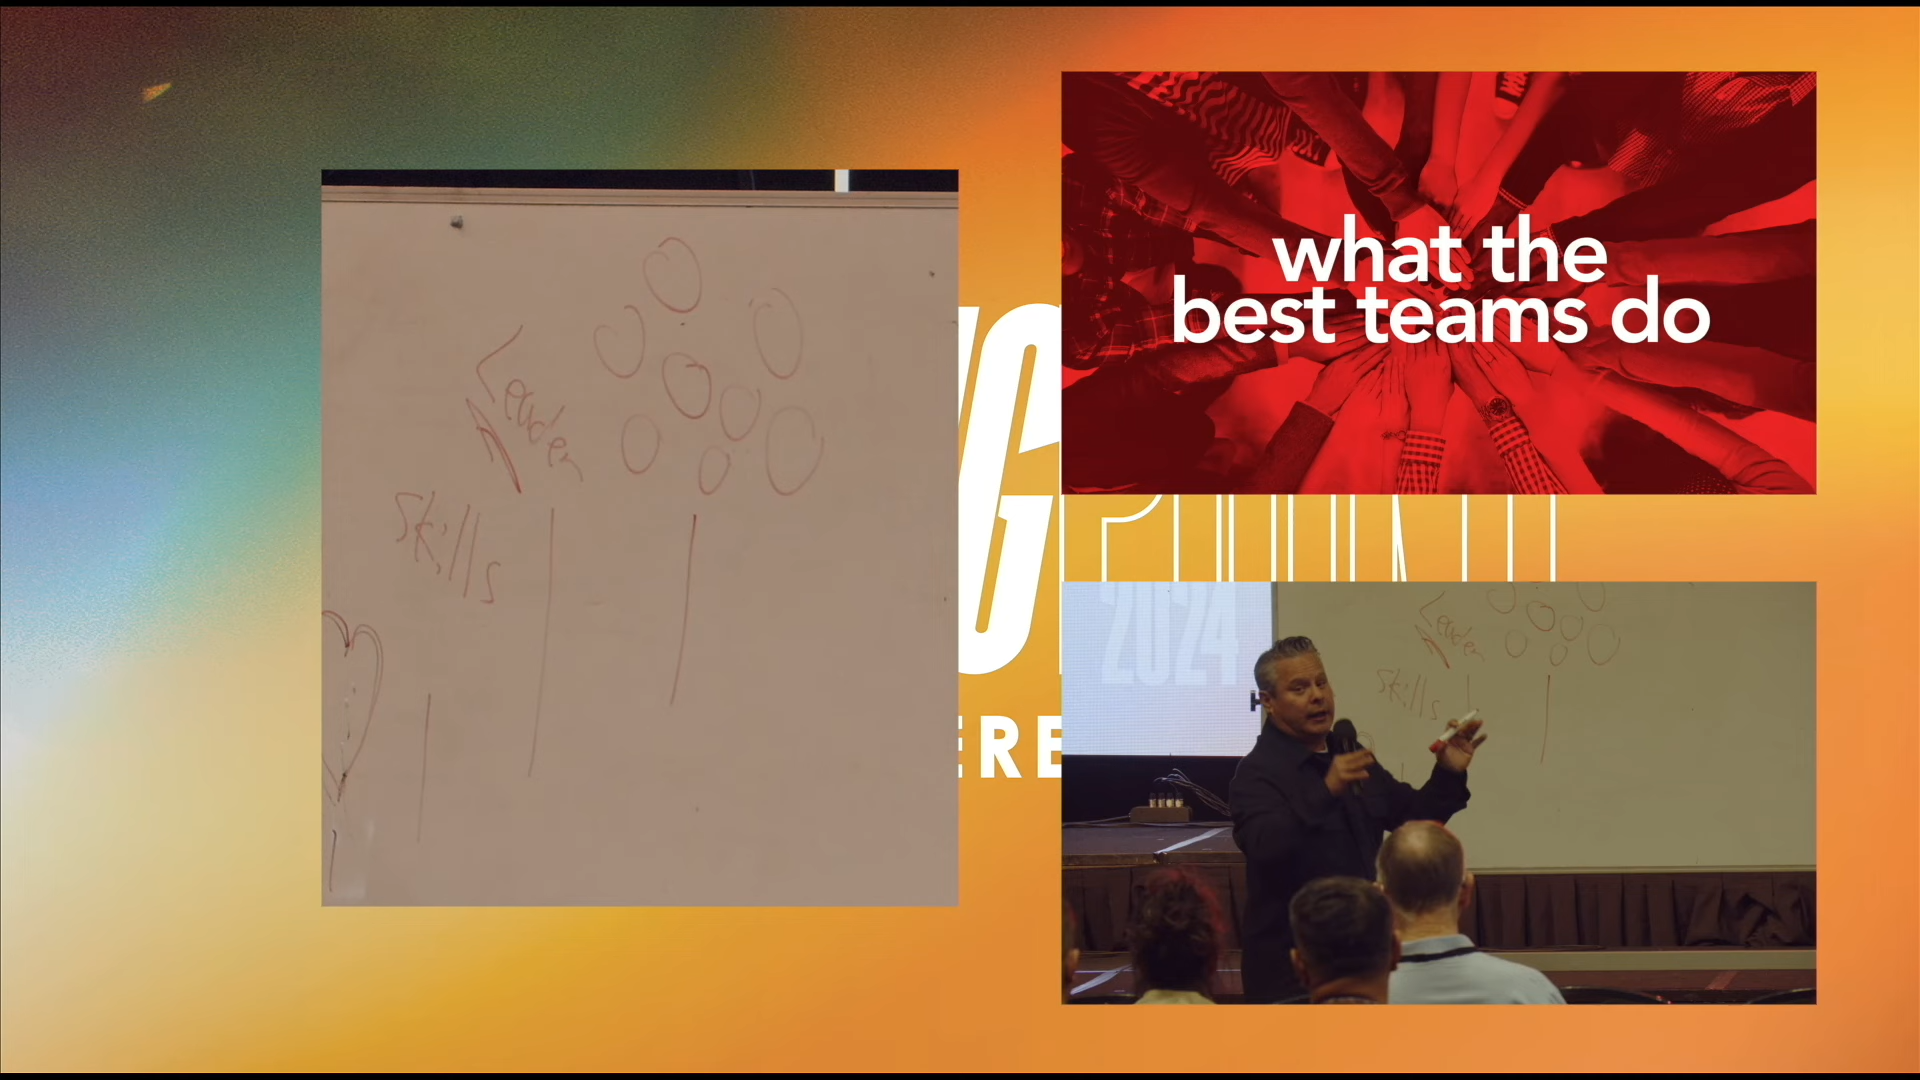 Leader
Skills
what the
best teams do
2024
ERE